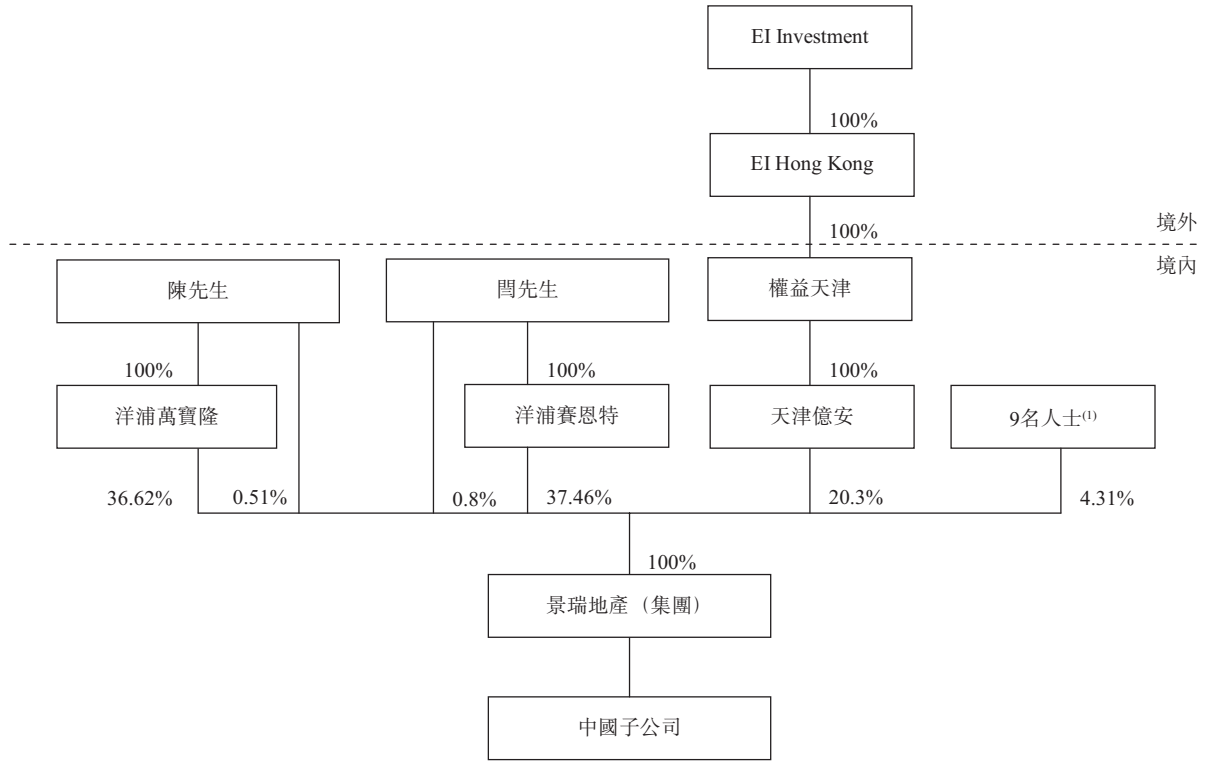 EI Investment
100%
EI Hong Kong
100%
境外
境內
陳先生
閆先生
權益天津
100%
100%
100%
洋浦萬寶隆
洋浦賽恩特
天津億安
9名人士(1)
36.62%
0.51%
0.8%
37.46%
20.3%
4.31%
100%
景瑞地產（集團）
中國子公司